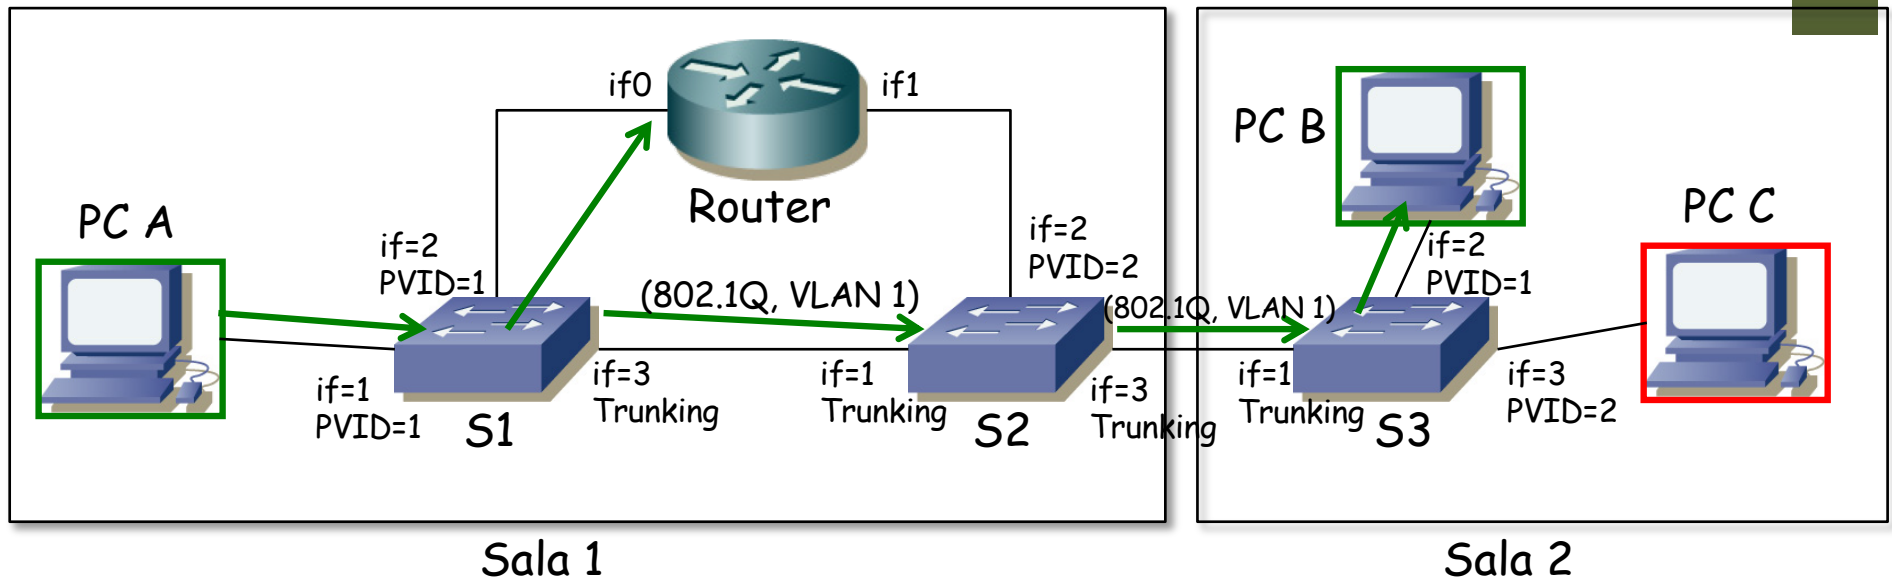 if0
if1
Router
PC A
if=2
PVID=1
if=1
PVID=1
S1
if=3
Trunking
(802.1Q, VLAN 1)
if=1
Trunking
S2
if=2
PVID=2
if=3
Trunking
(802.1Q, VLAN 1)
Sala 1
PC B
PC C
if=2
PVID=1
if=1
Trunking
S3
if=3
PVID=2
Sala 2